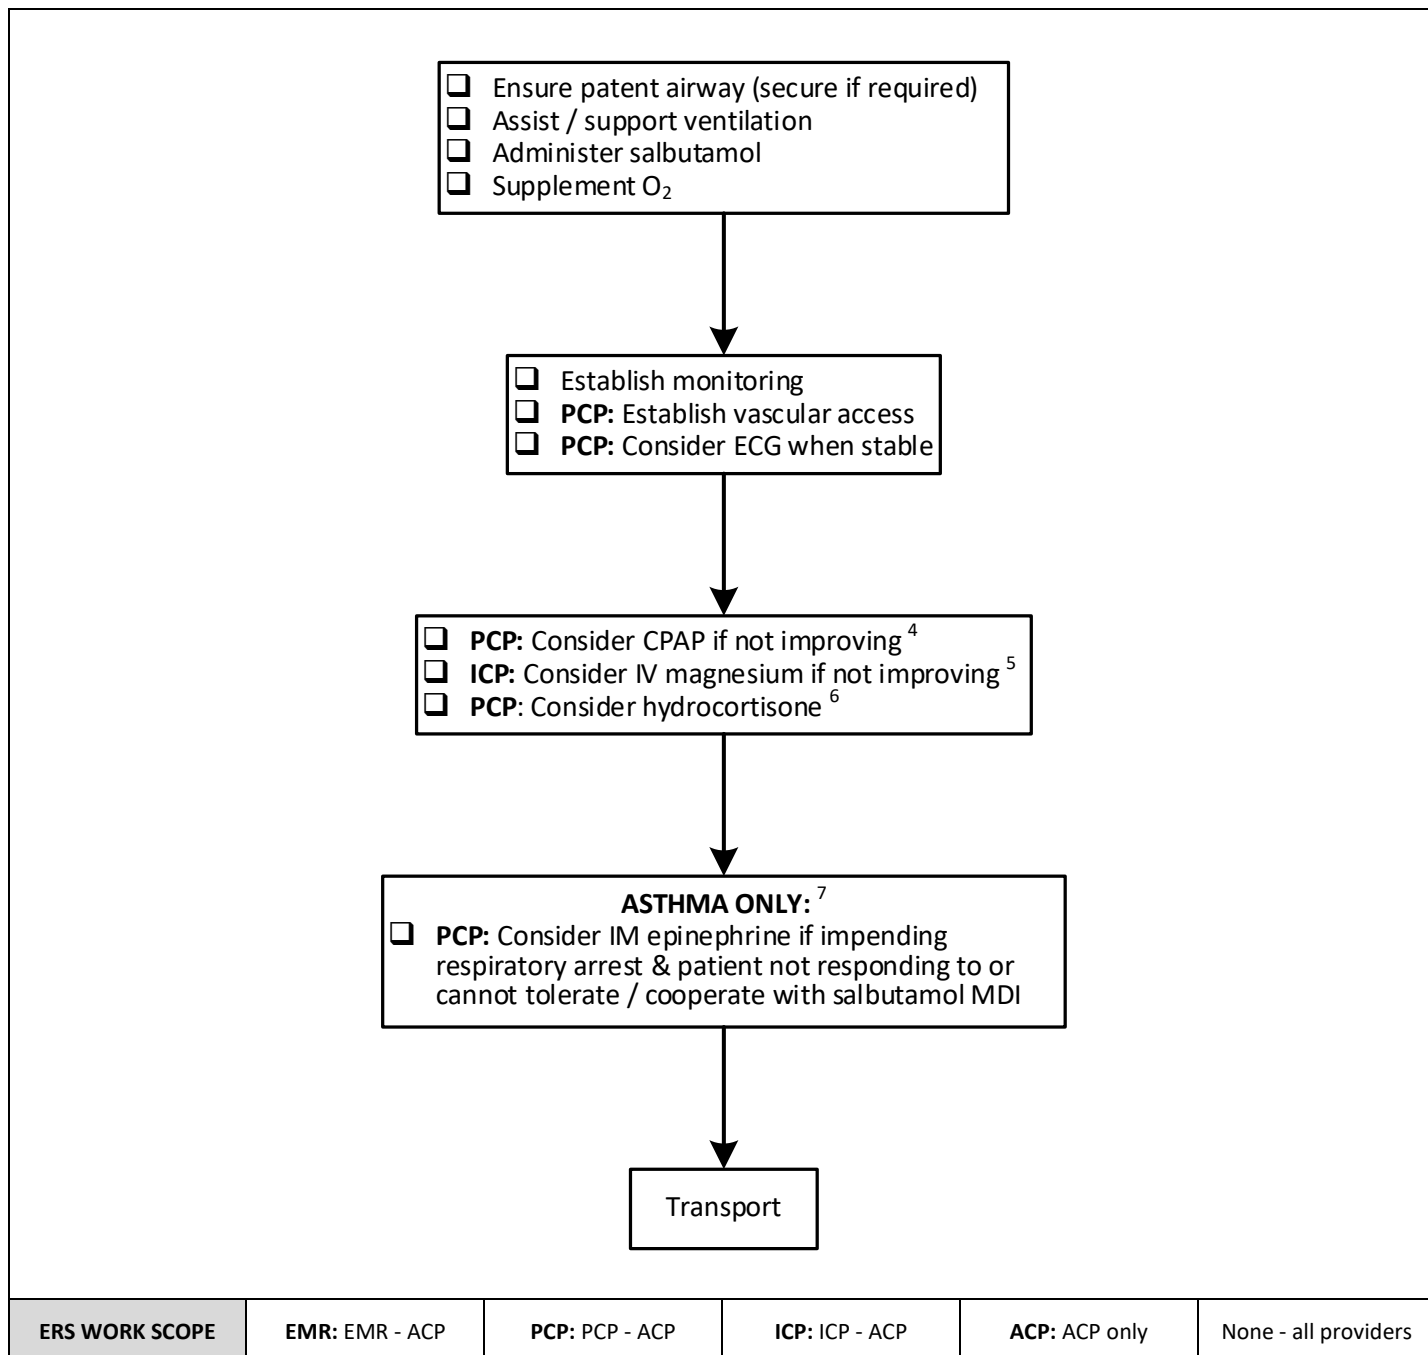 ❑ Ensure patent airway (secure if required)
❑ Assist / support ventilation
❑ Administer salbutamol
❑ Supplement O₂
❑ Establish monitoring
❑ PCP: Establish vascular access
❑ PCP: Consider ECG when stable
❑ PCP: Consider CPAP if not improving ⁴
❑ ICP: Consider IV magnesium if not improving ⁵
❑ PCP: Consider hydrocortisone ⁶
ASTHMA ONLY: ⁷
❑ PCP: Consider IM epinephrine if impending
respiratory arrest & patient not responding to or
cannot tolerate / cooperate with salbutamol MDI
Transport
ERS WORK SCOPE EMR: EMR - ACP PCP: PCP - ACP ICP: ICP - ACP ACP: ACP only None - all providers